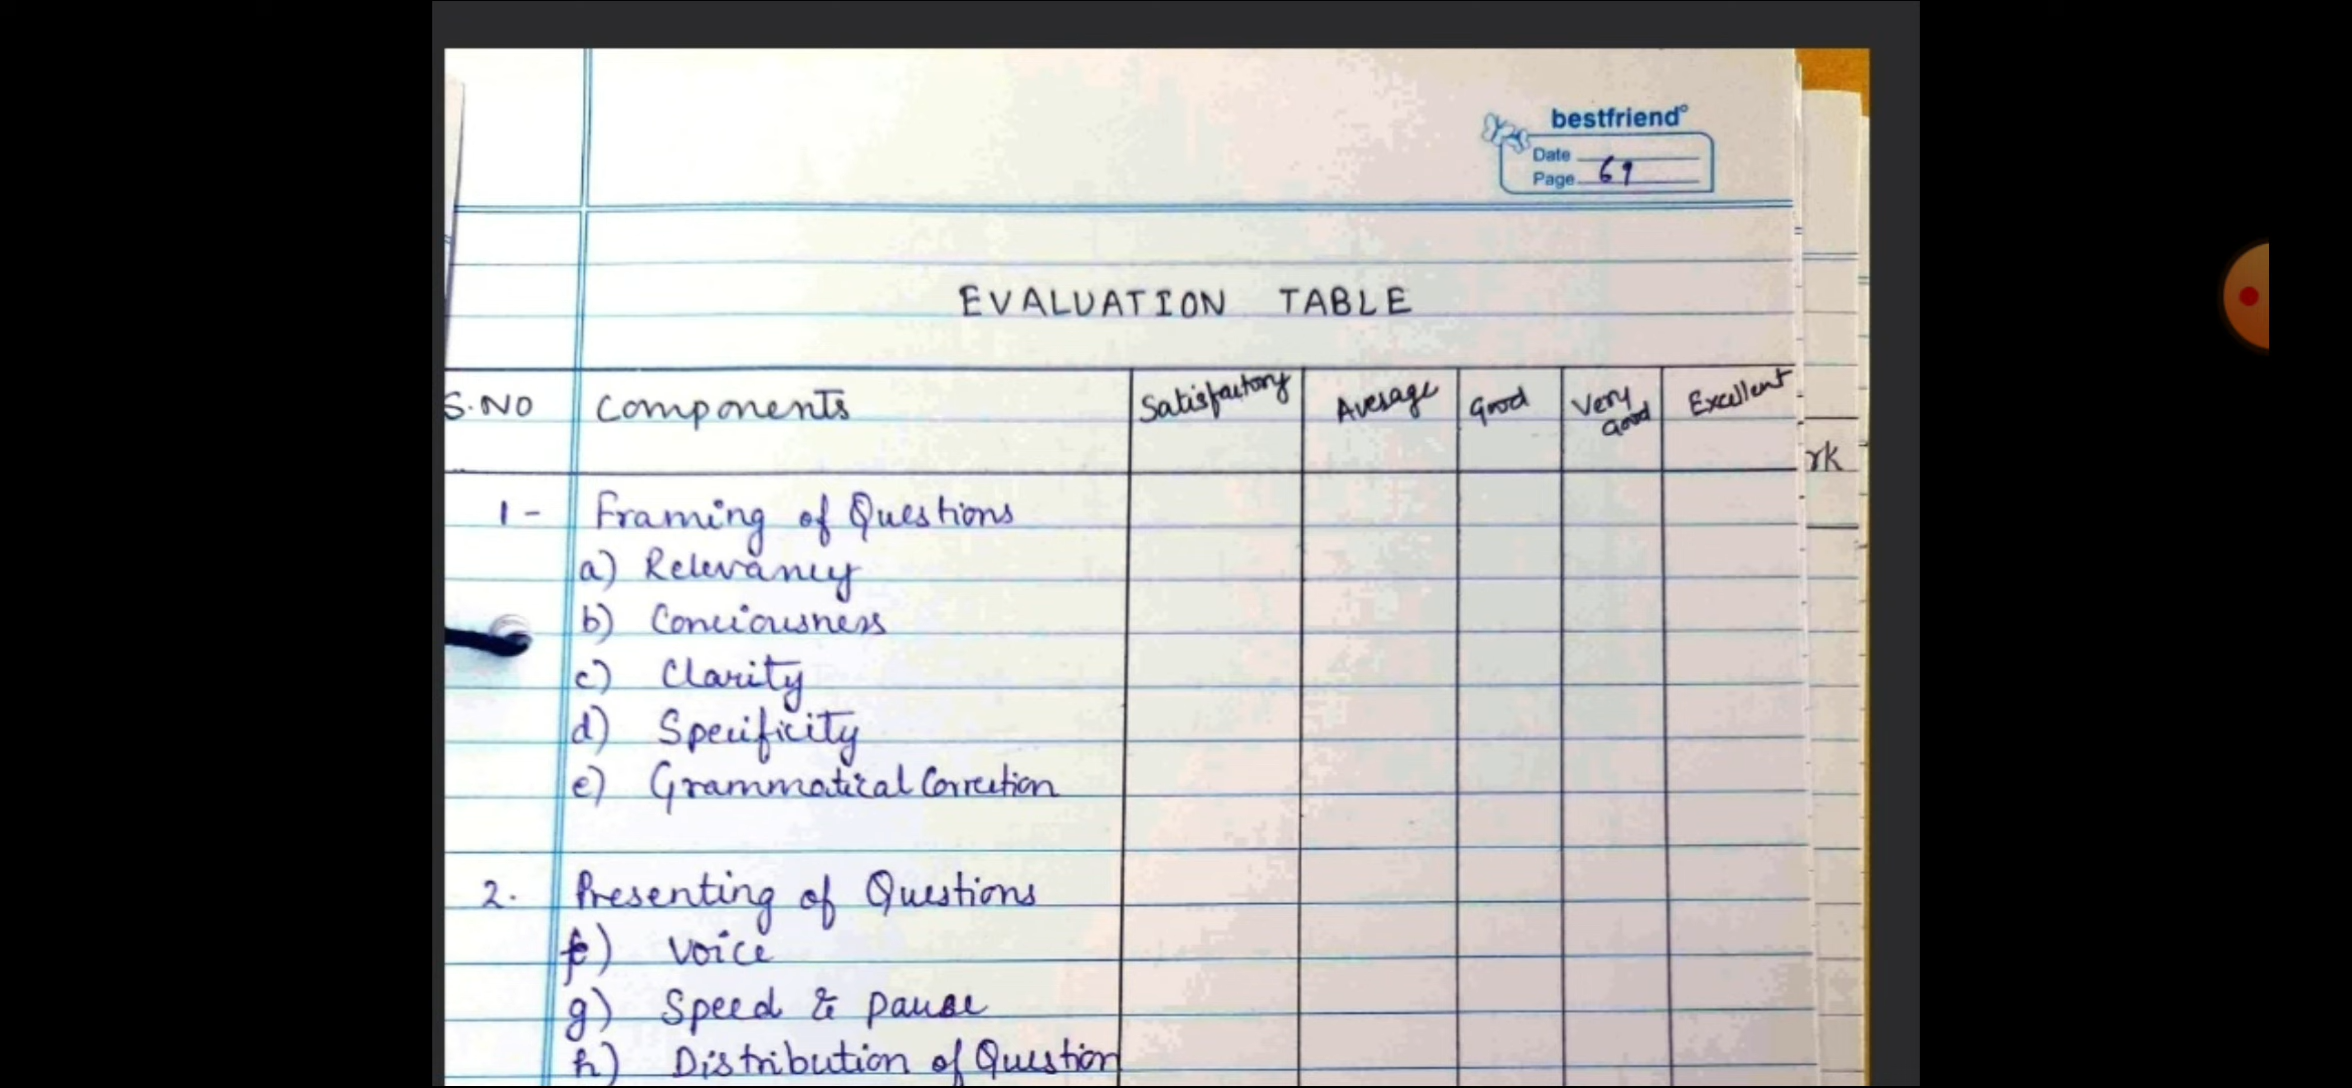 bestfriend
Date
Page 69
EVALUATION TABLE
S.NO Components Satisfactory Average Good Very Good Excellent
rk
1- Framing of Questions
a) Relevancy
b) Conciousness
c) Clarity
d) Specificity
e) Grammatical Correction
2. Presenting of Questions
f) Voice
g) Speed & pause
h) Distribution of Question